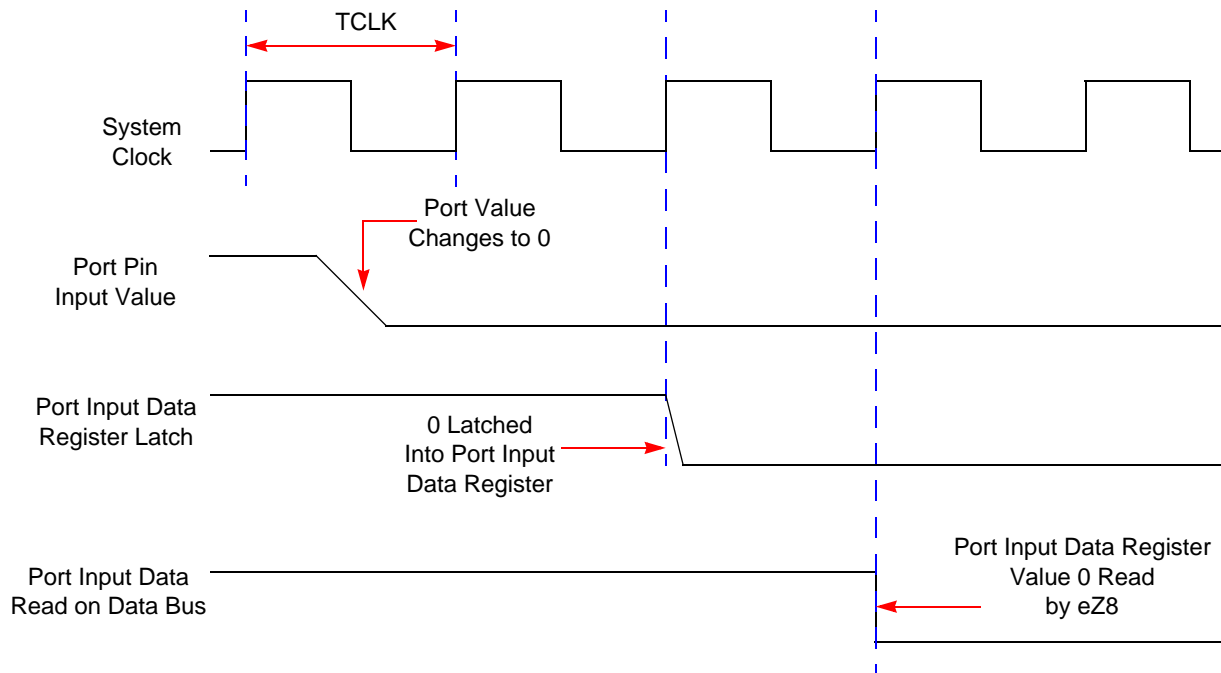 TCLK
System
Clock
Port Value
Changes to 0
Port Pin
Input Value
Port Input Data
Register Latch
0 Latched
Into Port Input
Data Register
Port Input Data
Read on Data Bus
Port Input Data Register
Value 0 Read
by eZ8